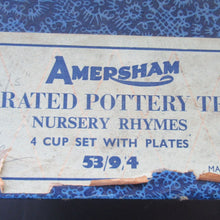 AMERSHAM
RATED POTTERY TE
NURSERY RHYMES
4 CUP SET WITH PLATES
53/9/4
MA